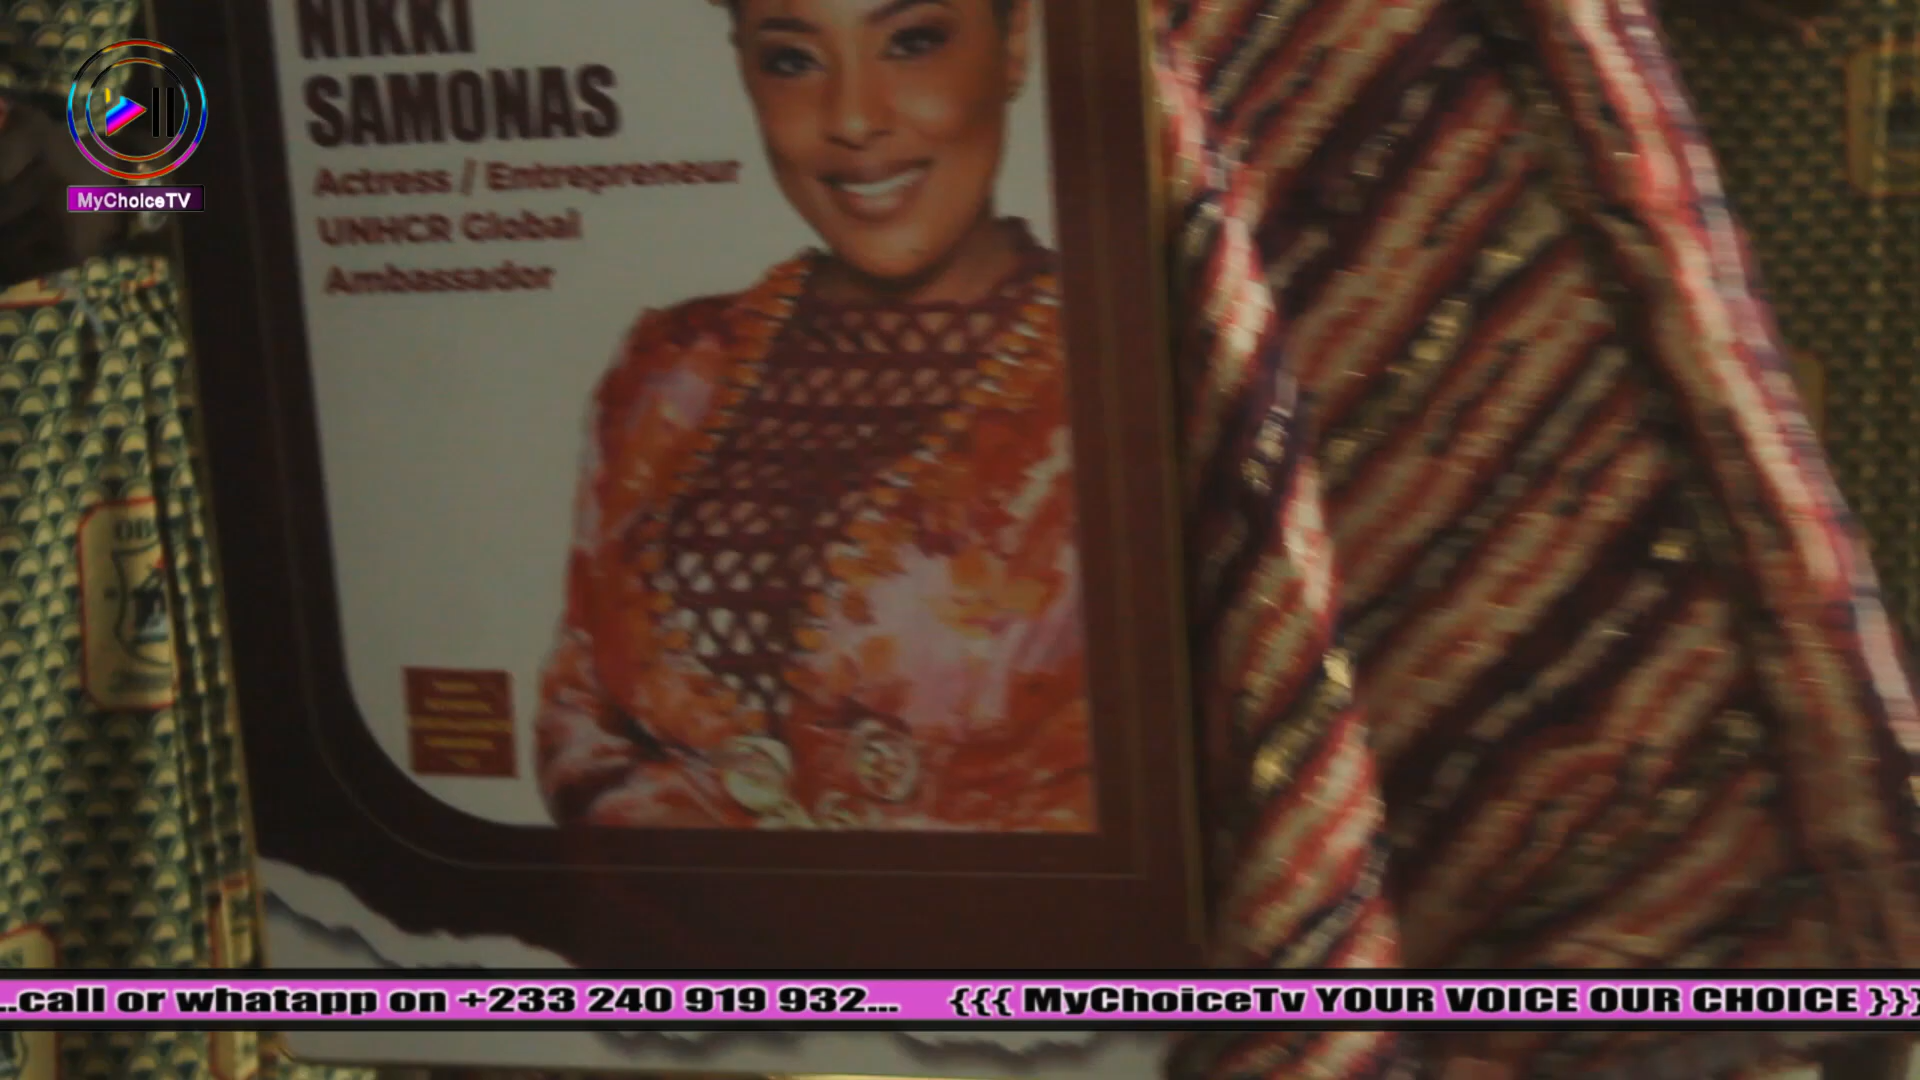 NIKKI
SAMONAS
Actress / Entrepreneur
UNHCR Global
Ambassador
MyChoiceTV
...call or whatapp on +233 240 919 932... {{{ MyChoiceTv YOUR VOICE OUR CHOICE }}}